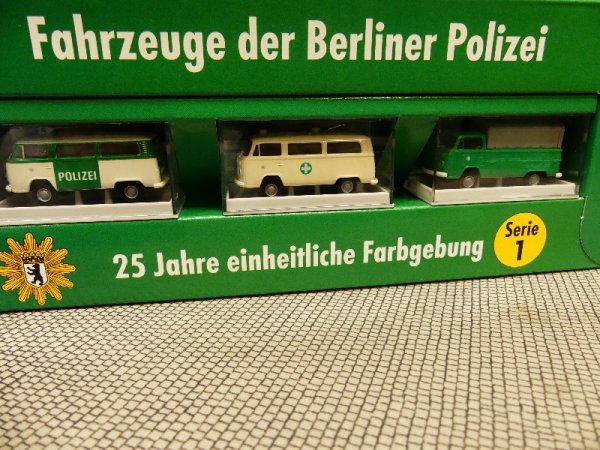 Fahrzeuge der Berliner Polizei
POLIZEI
25 Jahre einheitliche Farbgebung
Serie
1